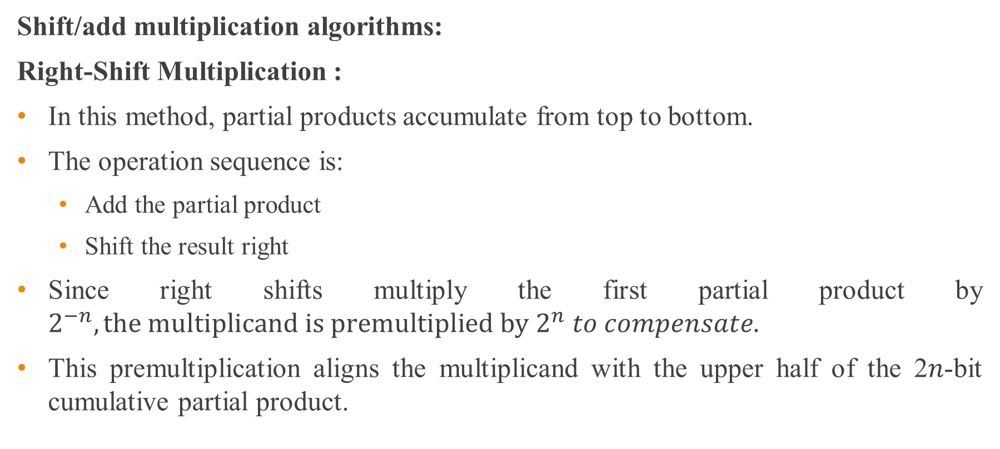 Shift/add multiplication algorithms:
Right-Shift Multiplication :
• In this method, partial products accumulate from top to bottom.
• The operation sequence is:
• Add the partial product
• Shift the result right
• Since right shifts multiply the first partial product by
2⁻ⁿ, the multiplicand is premultiplied by 2ⁿ to compensate.
• This premultiplication aligns the multiplicand with the upper half of the 2n-bit
cumulative partial product.